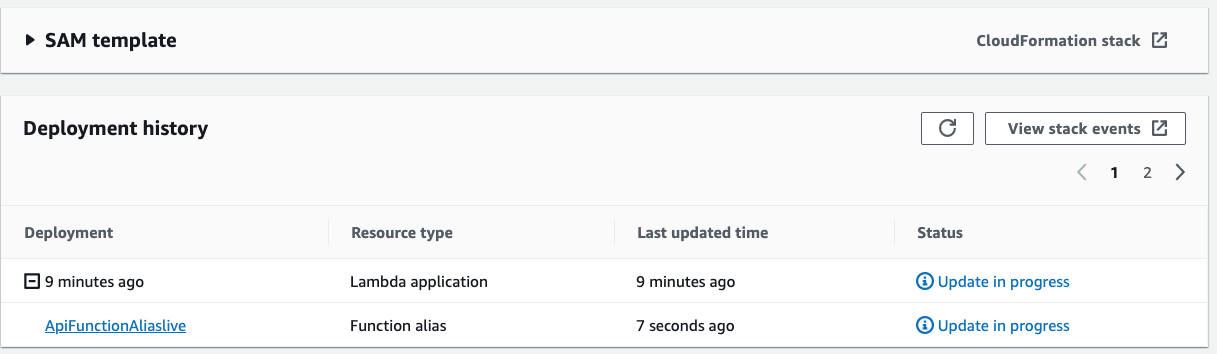 SAM template
CloudFormation stack
Deployment history
View stack events
1 2
Deployment Resource type Last updated time Status
9 minutes ago Lambda application 9 minutes ago Update in progress
ApiFunctionAliaslive Function alias 7 seconds ago Update in progress